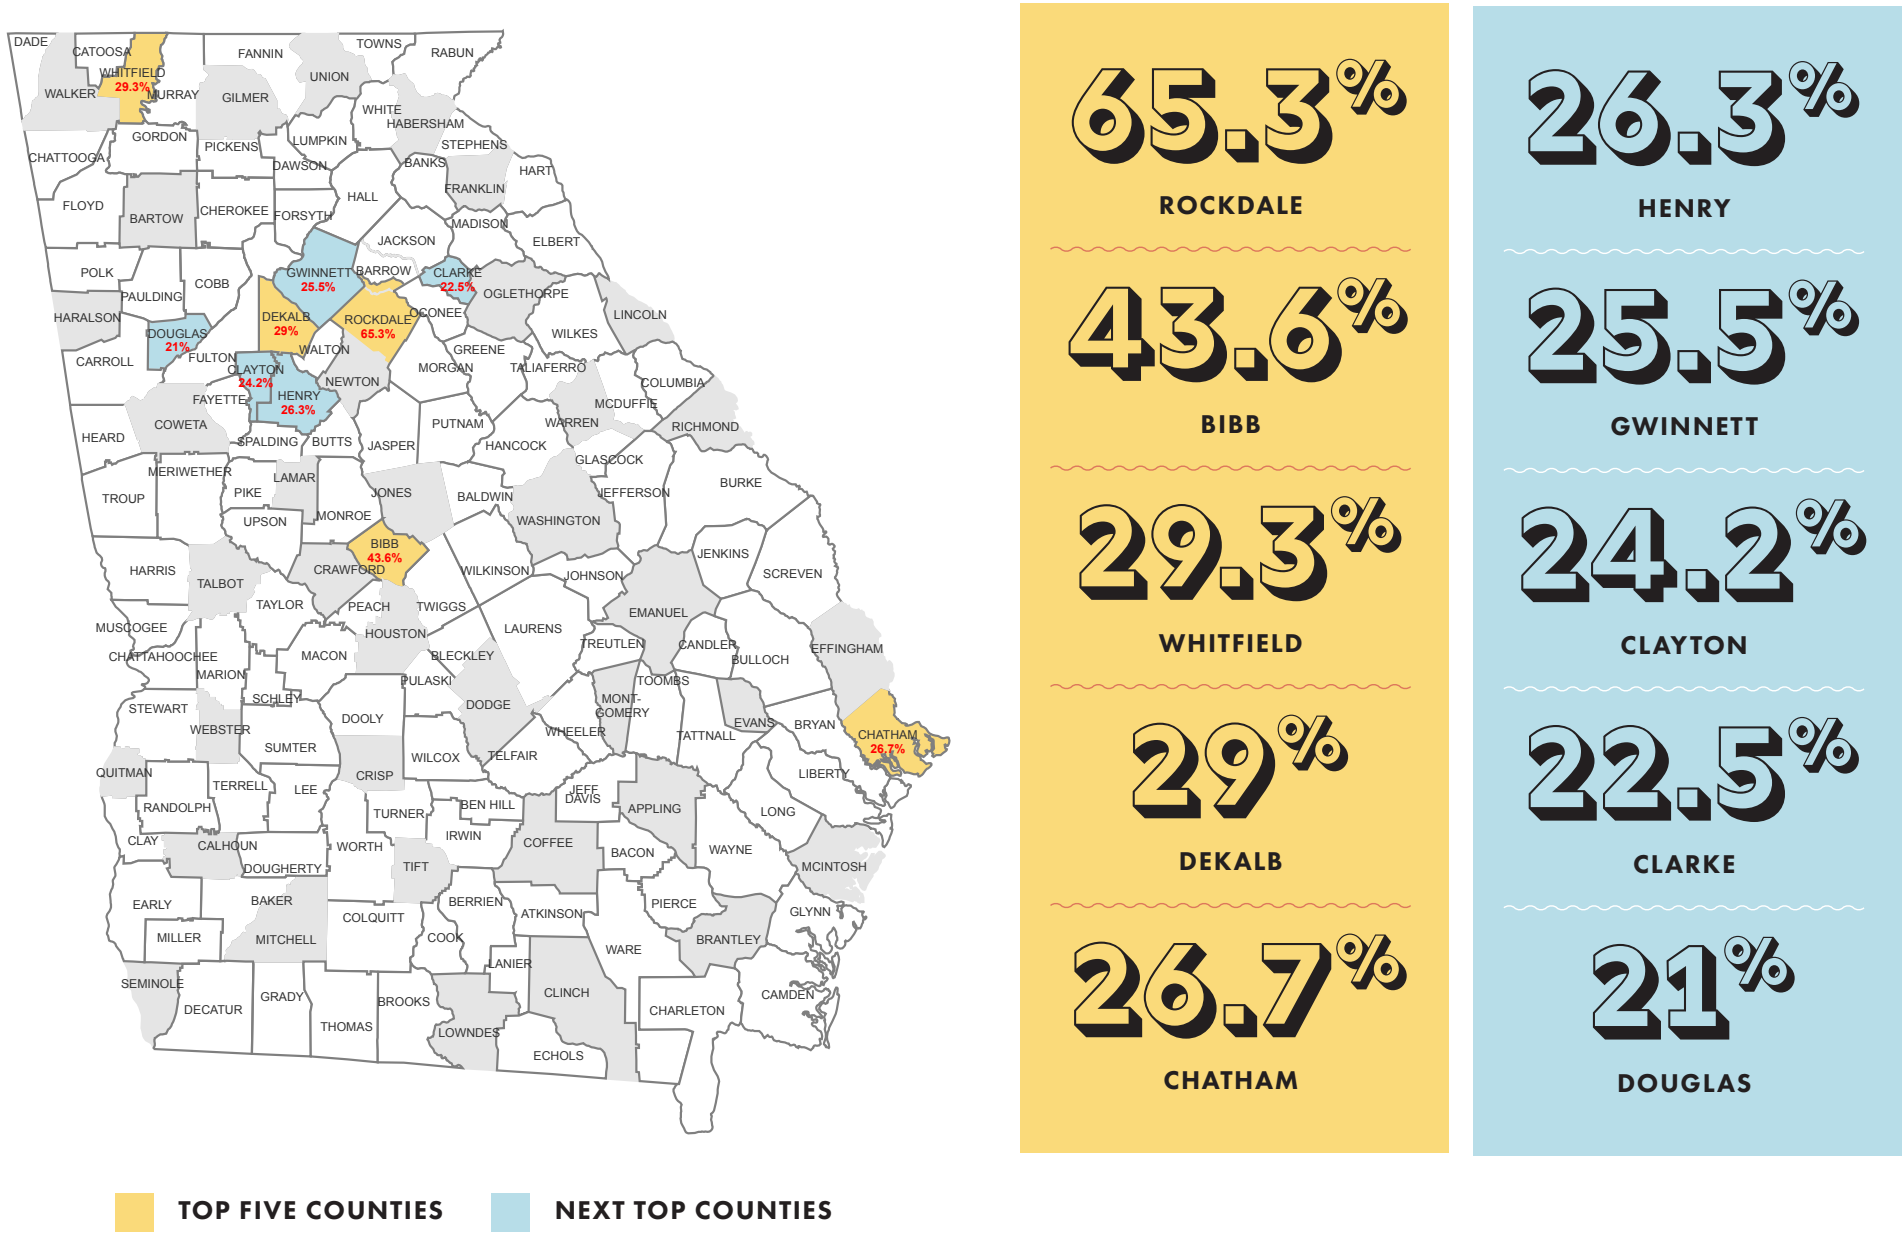 DADE
CATOOSA
WHITFIELD
29.3%
WALKER
MURRAY
FANNIN
TOWNS
RABUN
UNION
GILMER
WHITE
HABERSHAM
GORDON
LUMPKIN
STEPHENS
CHATTOOGA
PICKENS
DAWSON
BANKS
HART
FRANKLIN
FLOYD
BARTOW
CHEROKEE
FORSYTH
HALL
MADISON
ELBERT
JACKSON
POLK
PAULDING
COBB
GWINNETT
25.5%
BARROW
CLARKE
22.5%
OGLETHORPE
HARALSON
DOUGLAS
21%
DEKALB
29%
ROCKDALE
65.3%
OCONEE
WILKES
LINCOLN
CARROLL
FULTON
WALTON
GREENE
MORGAN
TALIAFERRO
COLUMBIA
CLAYTON
24.2%
NEWTON
FAYETTE
HENRY
26.3%
MCDUFFIE
WARREN
RICHMOND
COWETA
HEARD
SPALDING
BUTTS
JASPER
PUTNAM
HANCOCK
GLASCOCK
MERIWETHER
TROUP
PIKE
LAMAR
JONES
BALDWIN
JEFFERSON
BURKE
UPSON
MONROE
WASHINGTON
BIBB
43.6%
CRAWFORD
HARRIS
TALBOT
WILKINSON
JOHNSON
JENKINS
SCREVEN
TAYLOR
PEACH
TWIGGS
EMANUEL
MUSCOGEE
HOUSTON
LAURENS
TREUTLEN
CANDLER
BULLOCH
EFFINGHAM
CHATTAHOOCHEE
MARION
MACON
BLECKLEY
PULASKI
TOOMBS
SCHLEY
STEWART
WEBSTER
DOOLY
DODGE
MONT-
GOMERY
EVANS
BRYAN
CHATHAM
26.7%
SUMTER
WHEELER
TATTNALL
WILCOX
TELFAIR
LIBERTY
QUITMAN
CRISP
RANDOLPH
TERRELL
LEE
JEFF
DAVIS
APPLING
LONG
TURNER
BEN HILL
CLAY
CALHOUN
DOUGHERTY
WORTH
IRWIN
COFFEE
BACON
WAYNE
MCINTOSH
TIFT
EARLY
BAKER
BERRIEN
ATKINSON
PIERCE
GLYNN
COLQUITT
MILLER
MITCHELL
COOK
BRANTLEY
WARE
LANIER
SEMINOLE
DECATUR
GRADY
THOMAS
BROOKS
CLINCH
CHARLETON
CAMDEN
LOWNDES
ECHOLS
65.3%
ROCKDALE
43.6%
BIBB
29.3%
WHITFIELD
29%
DEKALB
26.7%
CHATHAM
26.3%
HENRY
25.5%
GWINNETT
24.2%
CLAYTON
22.5%
CLARKE
21%
DOUGLAS
TOP FIVE COUNTIES
NEXT TOP COUNTIES